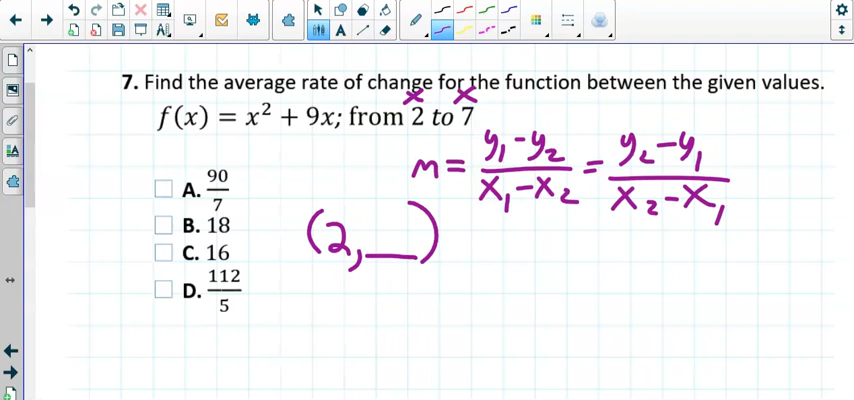 7. Find the average rate of change for the function between the given values.
x x
f(x) = x² + 9x; from 2 to 7
m = (y₁ - y₂)/(x₁ - x₂) = (y₂ - y₁)/(x₂ - x₁)
A. 90/7
B. 18
(2, __)
C. 16
D. 112/5